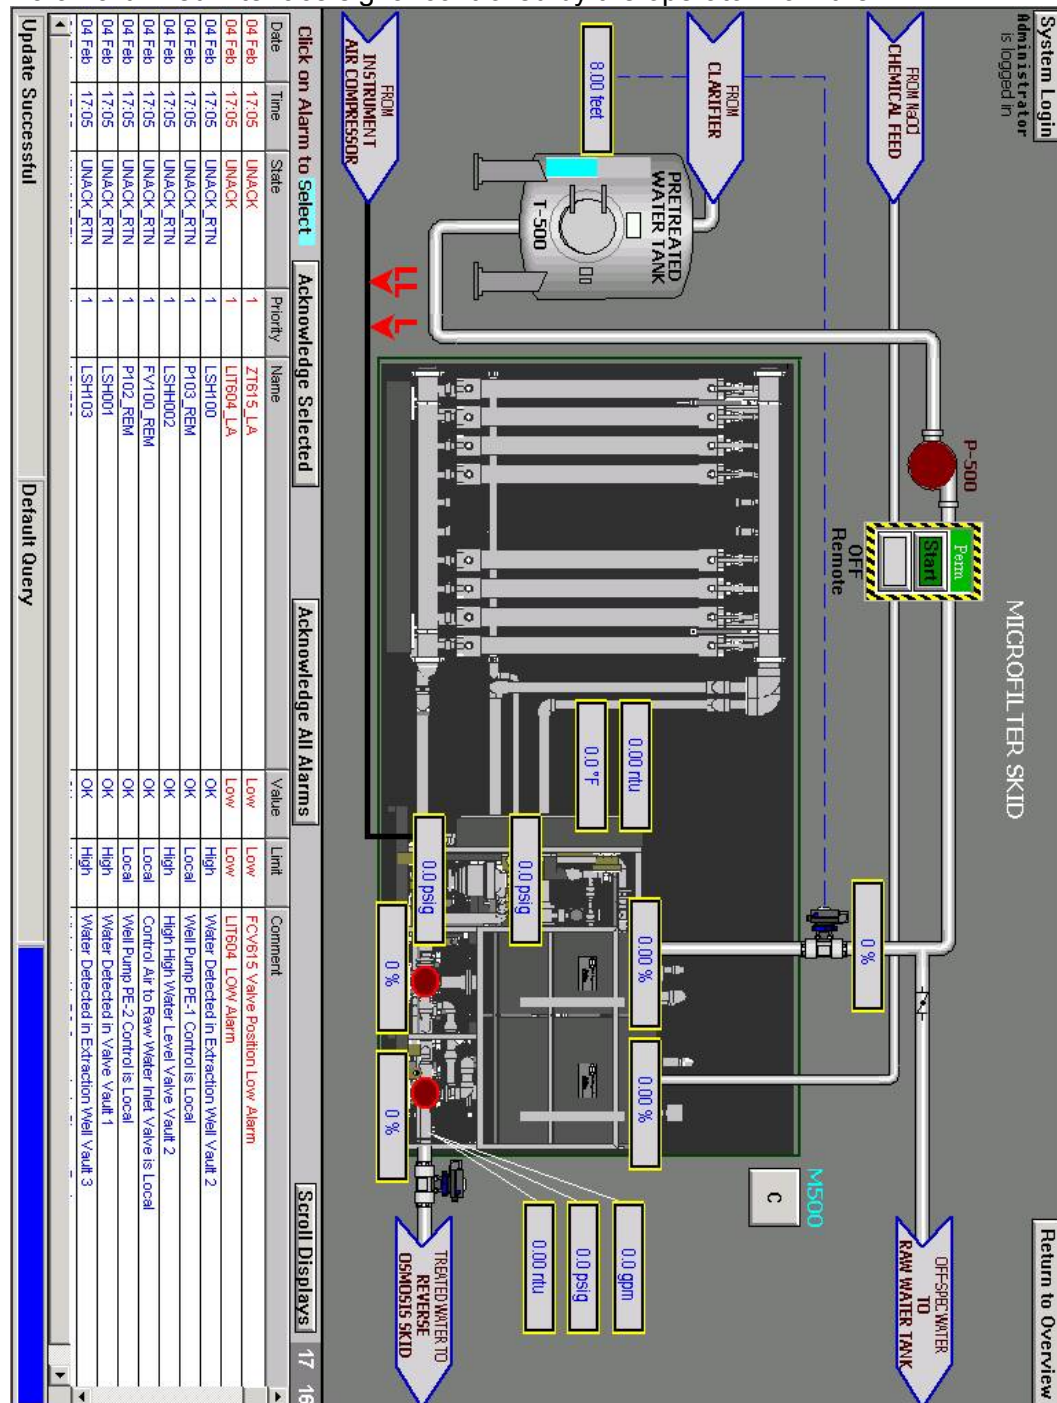 System Login
Administrator
is logged in
MICROFILTER SKID
Return to Overview
FROM NaOCl
CHEMICAL FEED
FROM
CLARIFIER
FROM
INSTRUMENT
AIR COMPRESSOR
8.00 feet
PRETREATED
WATER TANK
T-500
LL
L
P-500
Perm
Start
OFF
Remote
0.00 ntu
0.0 °F
0.0 psig
0.0 psig
0 %
0.00 %
0.00 %
0 %
0 %
M500
C
0.0 gpm
0.0 psig
0.00 ntu
OFF-SPEC WATER
TO
RAW WATER TANK
TREATED WATER TO
REVERSE
OSMOSIS SKID
Click on Alarm to Select Acknowledge Selected Acknowledge All Alarms Scroll Displays 17 16
Date Time State Priority Name Value Limit Comment
04 Feb 17:05 UNACK 1 ZT615_LA Low Low FCV615 Valve Position Low Alarm
04 Feb 17:05 UNACK 1 LIT604_LA Low Low LIT604 LOW Alarm
04 Feb 17:05 UNACK_RTN 1 LSH100 OK High Water Detected in Extraction Well Vault 2
04 Feb 17:05 UNACK_RTN 1 P103_REM OK Local Well Pump PE-1 Control is Local
04 Feb 17:05 UNACK_RTN 1 LSHH002 OK High High High Water Level Valve Vault 2
04 Feb 17:05 UNACK_RTN 1 FV100_REM OK Local Control Air to Raw Water Inlet Valve is Local
04 Feb 17:05 UNACK_RTN 1 P102_REM OK Local Well Pump PE-2 Control is Local
04 Feb 17:05 UNACK_RTN 1 LSH001 OK High Water Detected in Valve Vault 1
04 Feb 17:05 UNACK_RTN 1 LSH103 OK High Water Detected in Extraction Well Vault 3
Update Successful Default Query